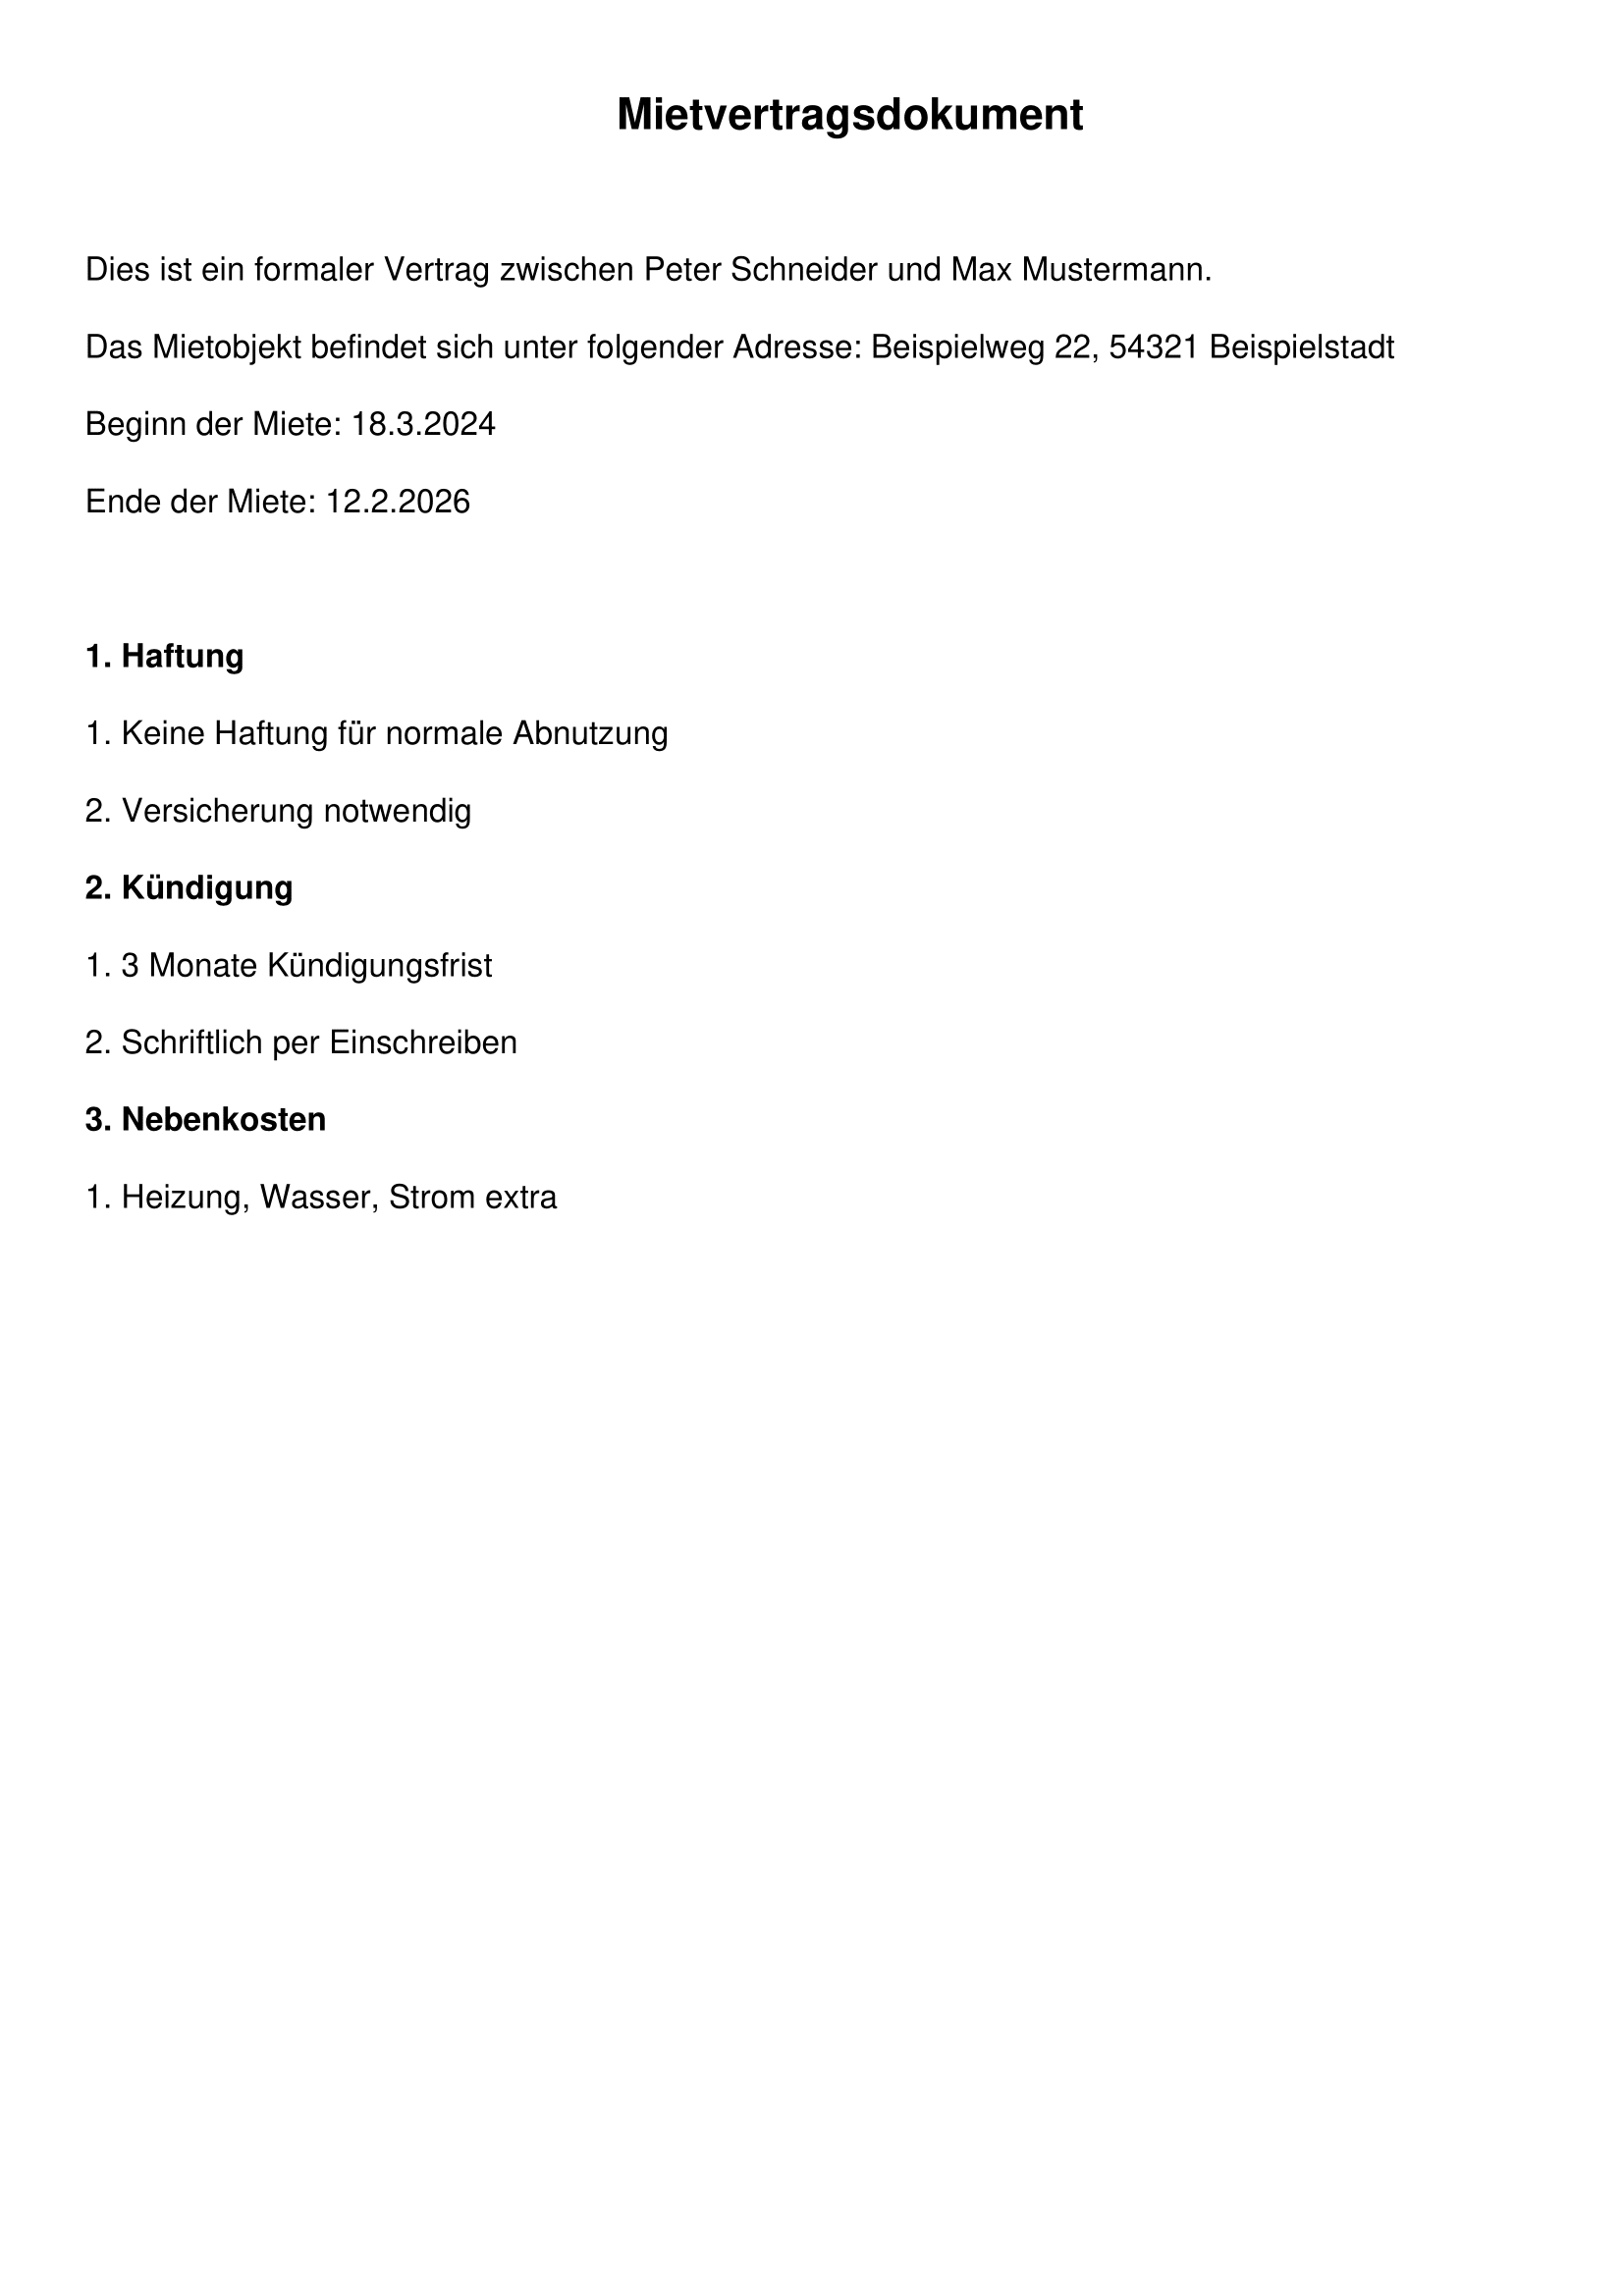 Mietvertragsdokument
Dies ist ein formaler Vertrag zwischen Peter Schneider und Max Mustermann.
Das Mietobjekt befindet sich unter folgender Adresse: Beispielweg 22, 54321 Beispielstadt
Beginn der Miete: 18.3.2024
Ende der Miete: 12.2.2026
1. Haftung
1. Keine Haftung für normale Abnutzung
2. Versicherung notwendig
2. Kündigung
1. 3 Monate Kündigungsfrist
2. Schriftlich per Einschreiben
3. Nebenkosten
1. Heizung, Wasser, Strom extra